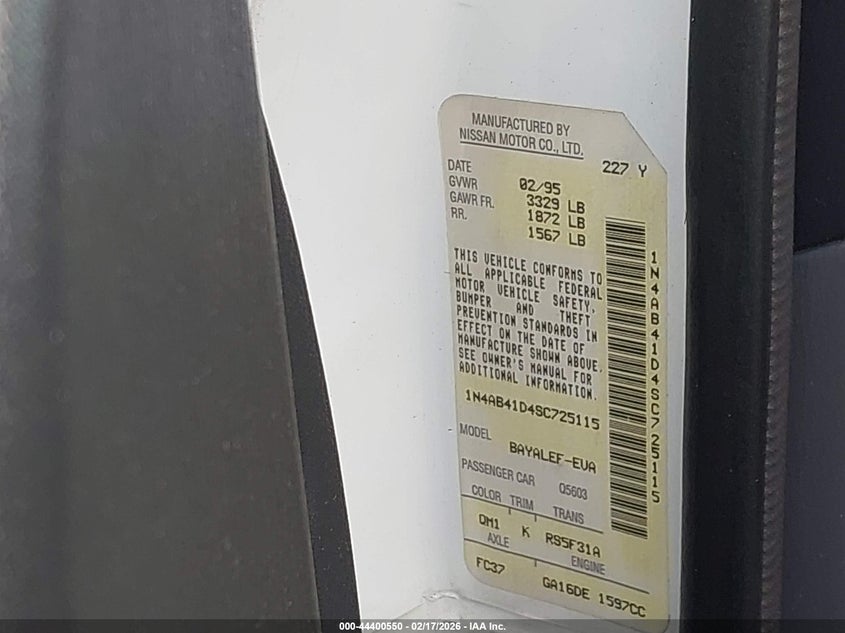 MANUFACTURED BY
NISSAN MOTOR CO., LTD.
227 Y
DATE 02/95
GVWR 3329 LB
GAWR FR. 1872 LB
RR. 1567 LB
THIS VEHICLE CONFORMS TO
ALL APPLICABLE FEDERAL
MOTOR VEHICLE SAFETY,
BUMPER AND THEFT
PREVENTION STANDARDS IN
EFFECT ON THE DATE OF
MANUFACTURE SHOWN ABOVE.
SEE OWNER'S MANUAL FOR
ADDITIONAL INFORMATION.
1N4AB41D4SC725115
1N4AB41D4SC725115
MODEL
BAYALEF-EUA
PASSENGER CAR Q5603
COLOR TRIM TRANS
QM1 K RS5F31A
AXLE ENGINE
FC37 GA16DE 1597CC
000-44400550 - 02/17/2026 - IAA Inc.